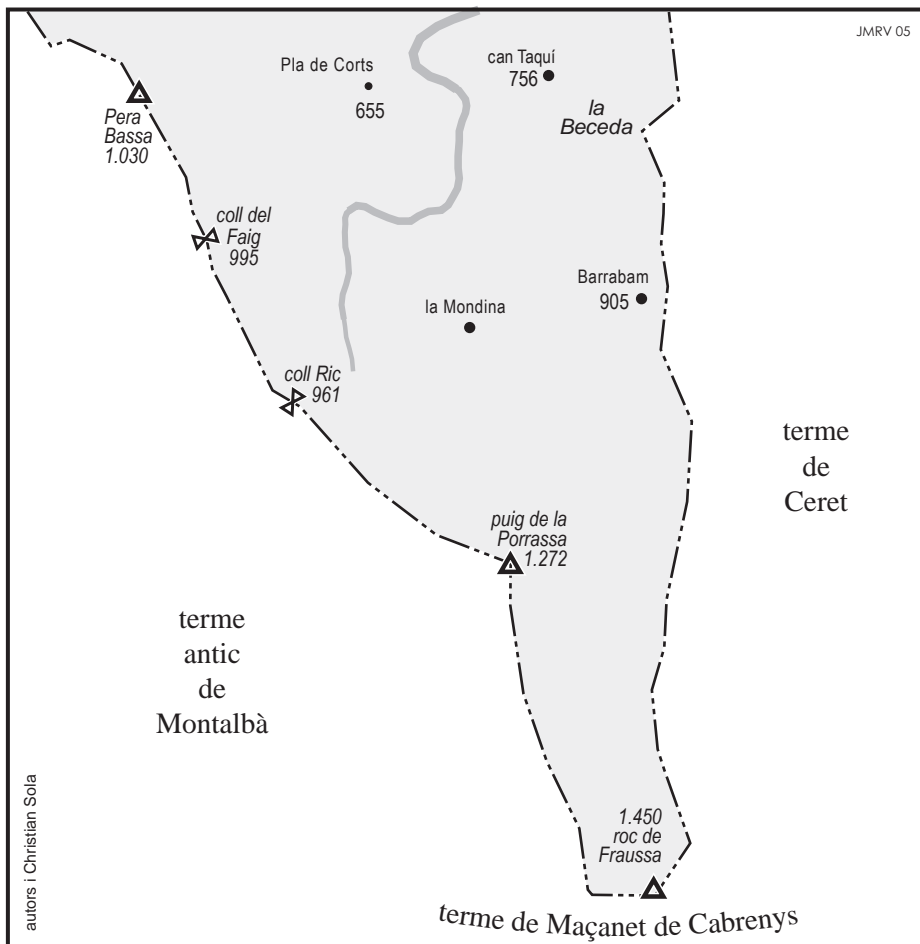 JMRV 05
can Taquí
756
Pla de Corts
655
la
Beceda
Pera
Bassa
1.030
coll del
Faig
995
Barrabam
905
la Mondina
coll Ric
961
terme
de
Ceret
puig de la
Porrassa
1.272
terme
antic
de
Montalbà
1.450
roc de
Fraussa
autors i Christian Sola
terme de Maçanet de Cabrenys